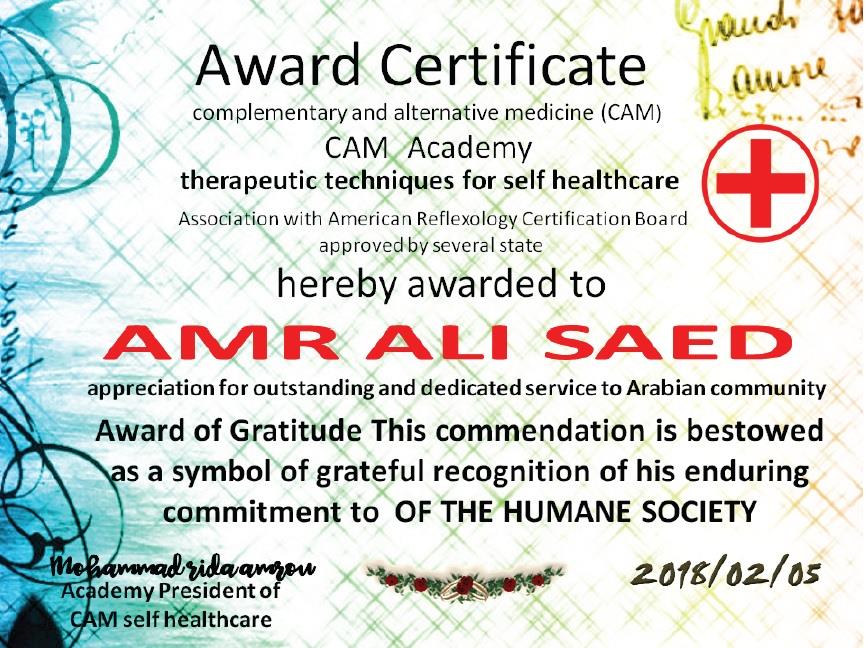 Award Certificate
complementary and alternative medicine (CAM)
CAM Academy
therapeutic techniques for self healthcare
Association with American Reflexology Certification Board
approved by several state
hereby awarded to
AMR ALI SAED
appreciation for outstanding and dedicated service to Arabian community
Award of Gratitude This commendation is bestowed
as a symbol of grateful recognition of his enduring
commitment to OF THE HUMANE SOCIETY
Mohammad rida amrou
Academy President of
CAM self healthcare
2018/02/05
amore